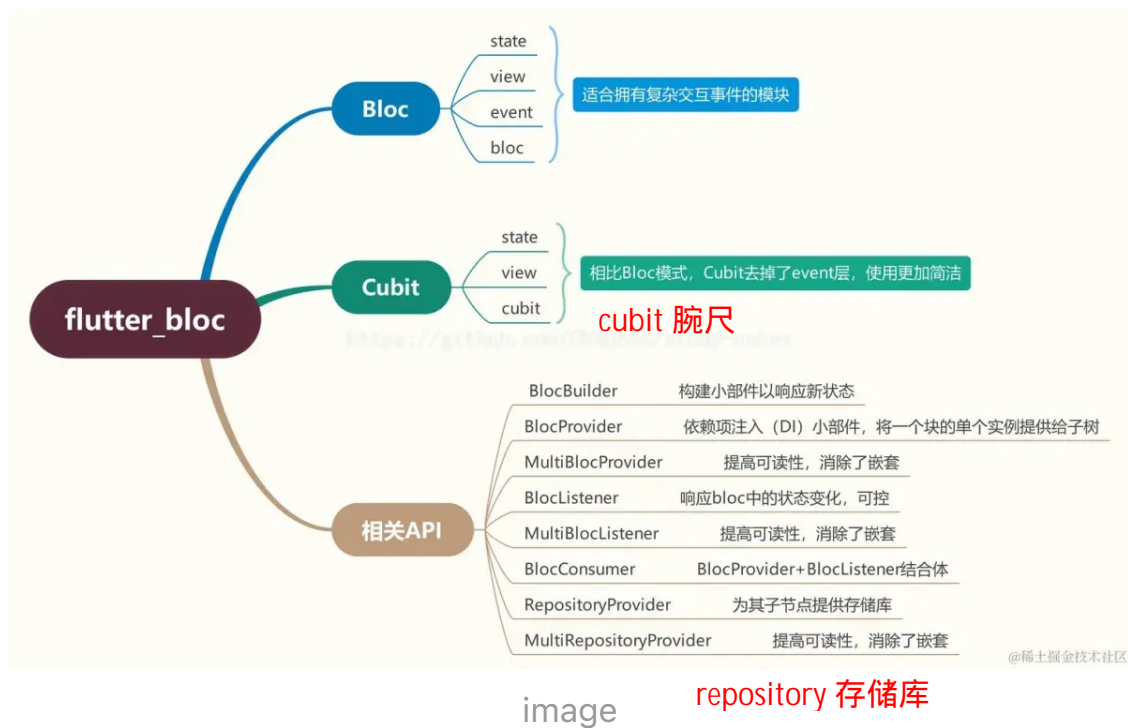 flutter_bloc
Bloc
state
view
event
bloc
适合拥有复杂交互事件的模块
Cubit
state
view
cubit
相比Bloc模式，Cubit去掉了event层，使用更加简洁
cubit 腕尺
相关API
BlocBuilder 构建小部件以响应新状态
BlocProvider 依赖项注入（DI）小部件，将一个块的单个实例提供给子树
MultiBlocProvider 提高可读性，消除了嵌套
BlocListener 响应bloc中的状态变化，可控
MultiBlocListener 提高可读性，消除了嵌套
BlocConsumer BlocProvider+BlocListener结合体
RepositoryProvider 为其子节点提供存储库
MultiRepositoryProvider 提高可读性，消除了嵌套
@稀土掘金技术社区
repository 存储库
image